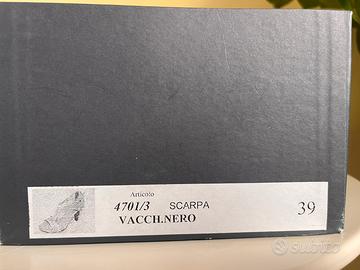 Articolo
4701/3 SCARPA
VACCH.NERO
39
subito